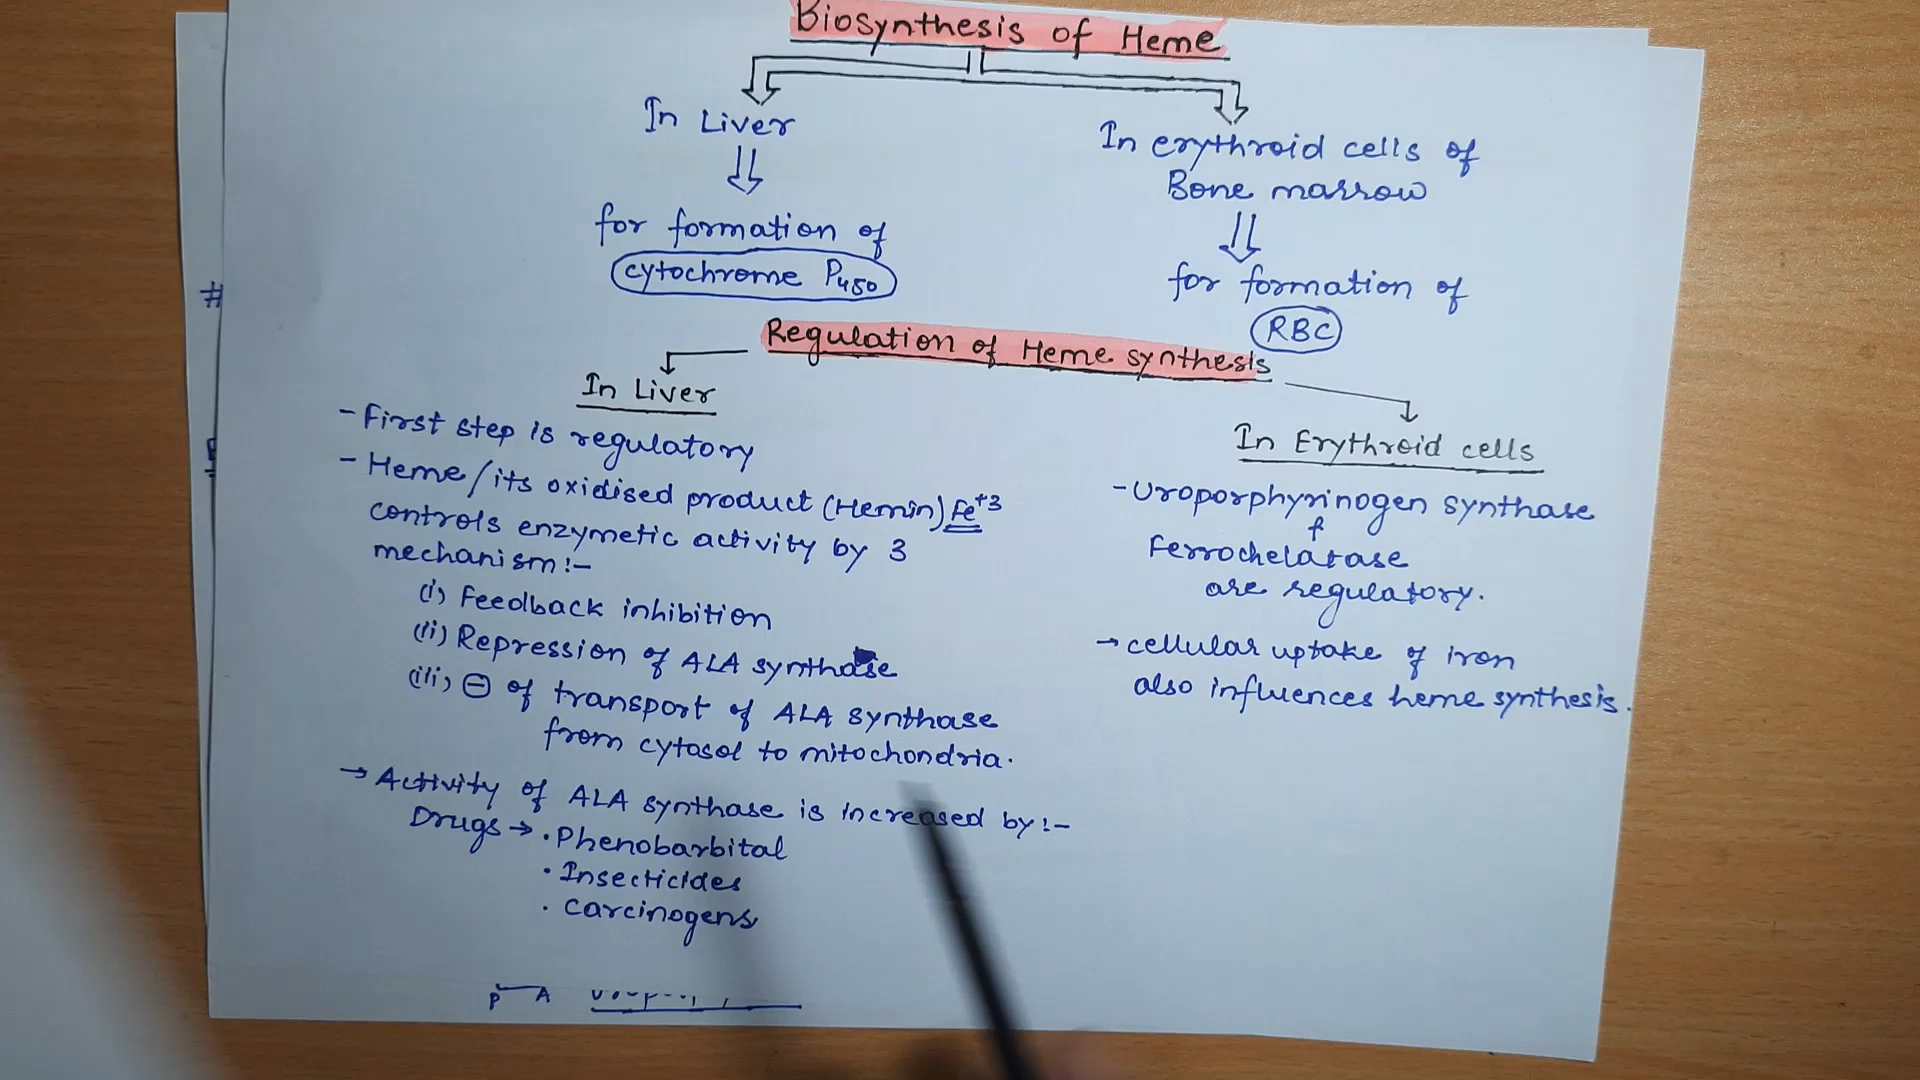 Biosynthesis of Heme
In Liver
for formation of
cytochrome P450
In erythroid cells of
Bone marrow
for formation of
RBC
Regulation of Heme synthesis
In Liver
- First step is regulatory
- Heme/its oxidised product (Hemin) Fe+3
controls enzymetic activity by 3
mechanism:-
(i) Feedback inhibition
(ii) Repression of ALA synthase
(iii) ⊖ of transport of ALA synthase
from cytosol to mitochondria.
→ Activity of ALA synthase is increased by:-
Drugs → • Phenobarbital
• Insecticides
• Carcinogens
In Erythroid cells
- Uroporphyrinogen synthase
f
Ferrochelatase
are regulatory.
→ cellular uptake of iron
also influences heme synthesis.
#
P A